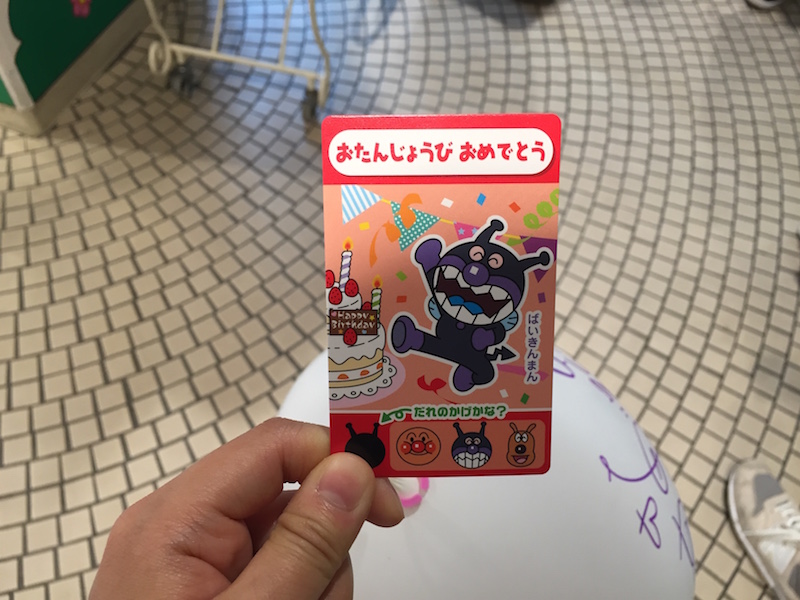 おたんじょうび おめでとう
Happy
Birthday
ばいきんまん
だれのかげかな?